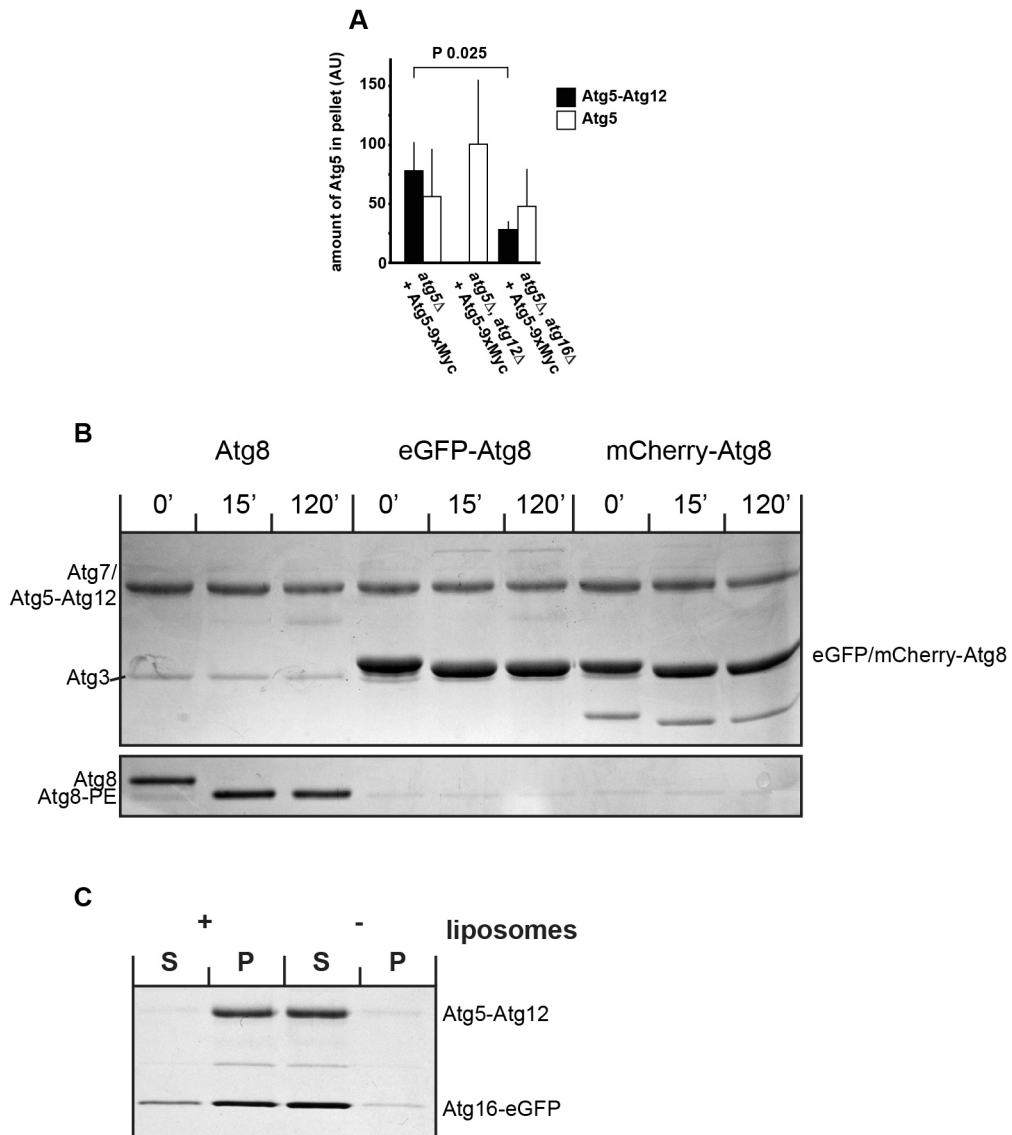 A
P 0.025
amount of Atg5 in pellet (AU)
150
100
50
0
Atg5-Atg12
Atg5
atg5Δ
+ Atg5-9xMyc
atg5Δ, atg12Δ
+ Atg5-9xMyc
atg5Δ, atg16Δ
+ Atg5-9xMyc
B
Atg8 eGFP-Atg8 mCherry-Atg8
0’ 15’ 120’ 0’ 15’ 120’ 0’ 15’ 120’
Atg7/
Atg5-Atg12
Atg3
eGFP/mCherry-Atg8
Atg8
Atg8-PE
C
+ - liposomes
S P S P
Atg5-Atg12
Atg16-eGFP